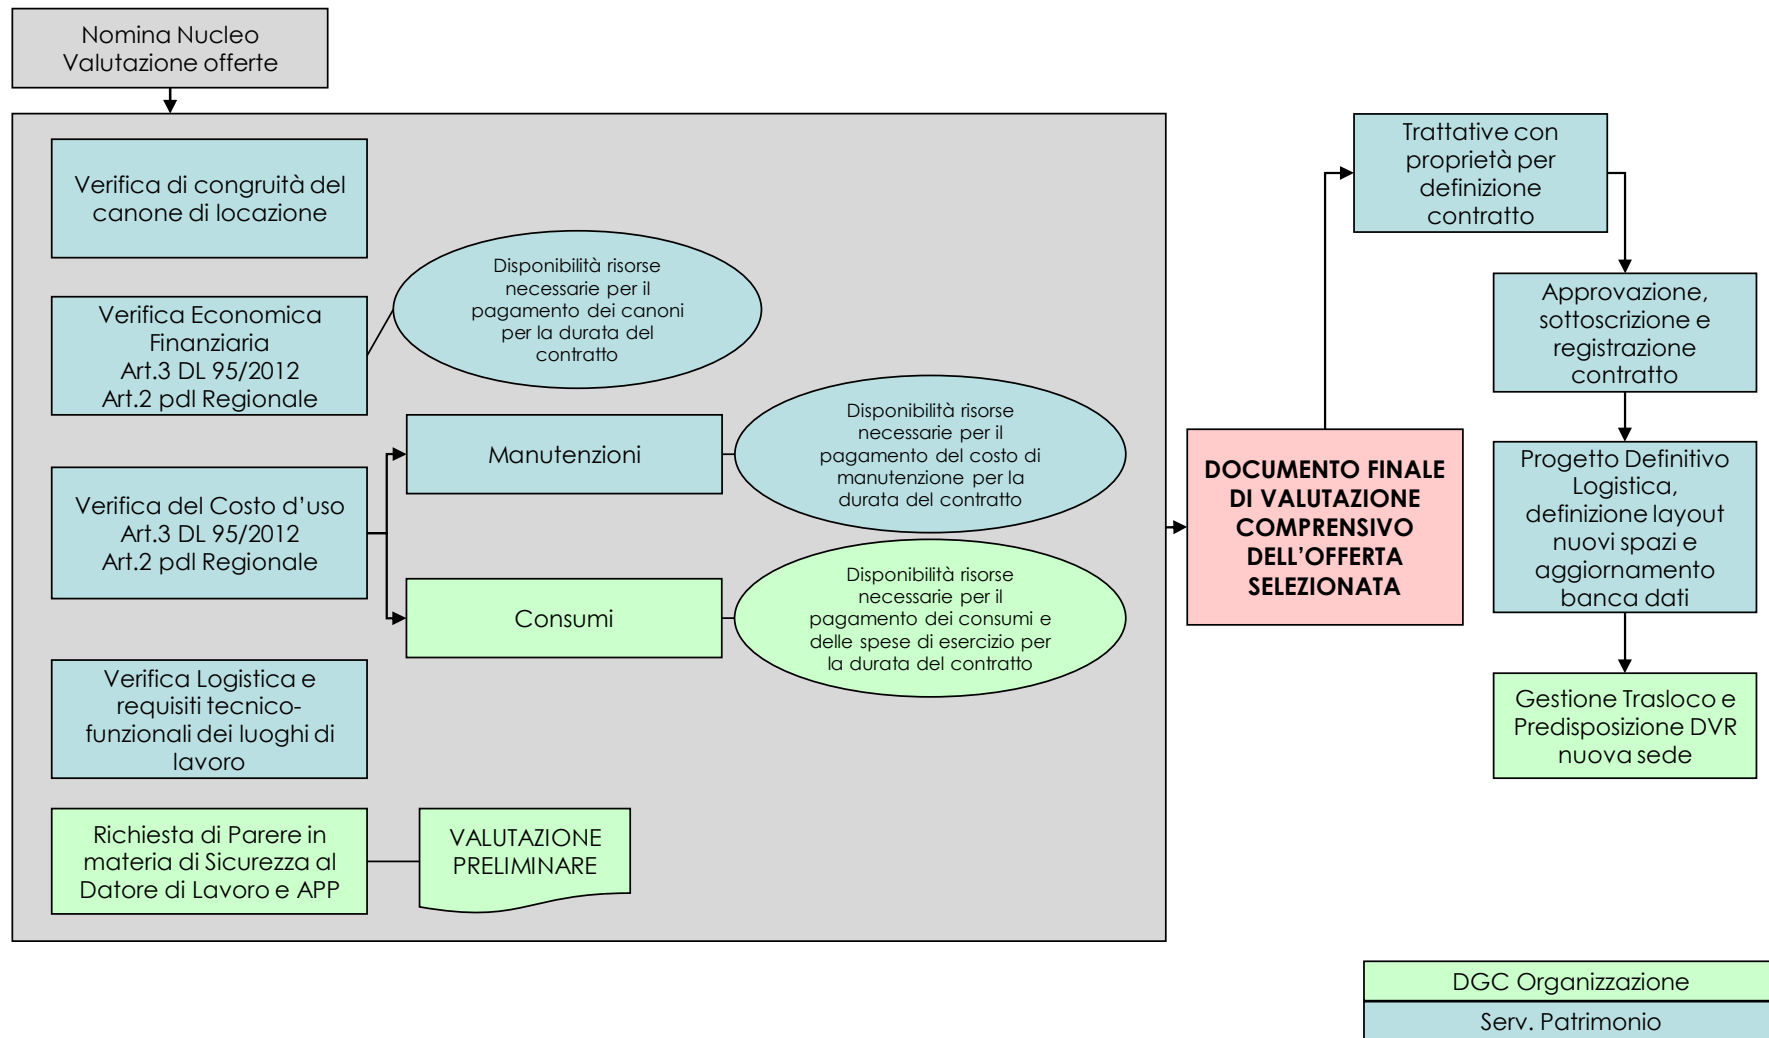 Nomina Nucleo
Valutazione offerte
Verifica di congruità del
canone di locazione
Verifica Economica
Finanziaria
Art.3 DL 95/2012
Art.2 pdl Regionale
Disponibilità risorse
necessarie per il
pagamento dei canoni
per la durata del
contratto
Verifica del Costo d'uso
Art.3 DL 95/2012
Art.2 pdl Regionale
Manutenzioni
Disponibilità risorse
necessarie per il
pagamento del costo di
manutenzione per la
durata del contratto
Consumi
Disponibilità risorse
necessarie per il
pagamento dei consumi e
delle spese di esercizio per
la durata del contratto
Verifica Logistica e
requisiti tecnico-
funzionali dei luoghi di
lavoro
Richiesta di Parere in
materia di Sicurezza al
Datore di Lavoro e APP
VALUTAZIONE
PRELIMINARE
DOCUMENTO FINALE
DI VALUTAZIONE
COMPRENSIVO
DELL'OFFERTA
SELEZIONATA
Trattative con
proprietà per
definizione
contratto
Approvazione,
sottoscrizione e
registrazione
contratto
Progetto Definitivo
Logistica,
definizione layout
nuovi spazi e
aggiornamento
banca dati
Gestione Trasloco e
Predisposizione DVR
nuova sede
DGC Organizzazione
Serv. Patrimonio